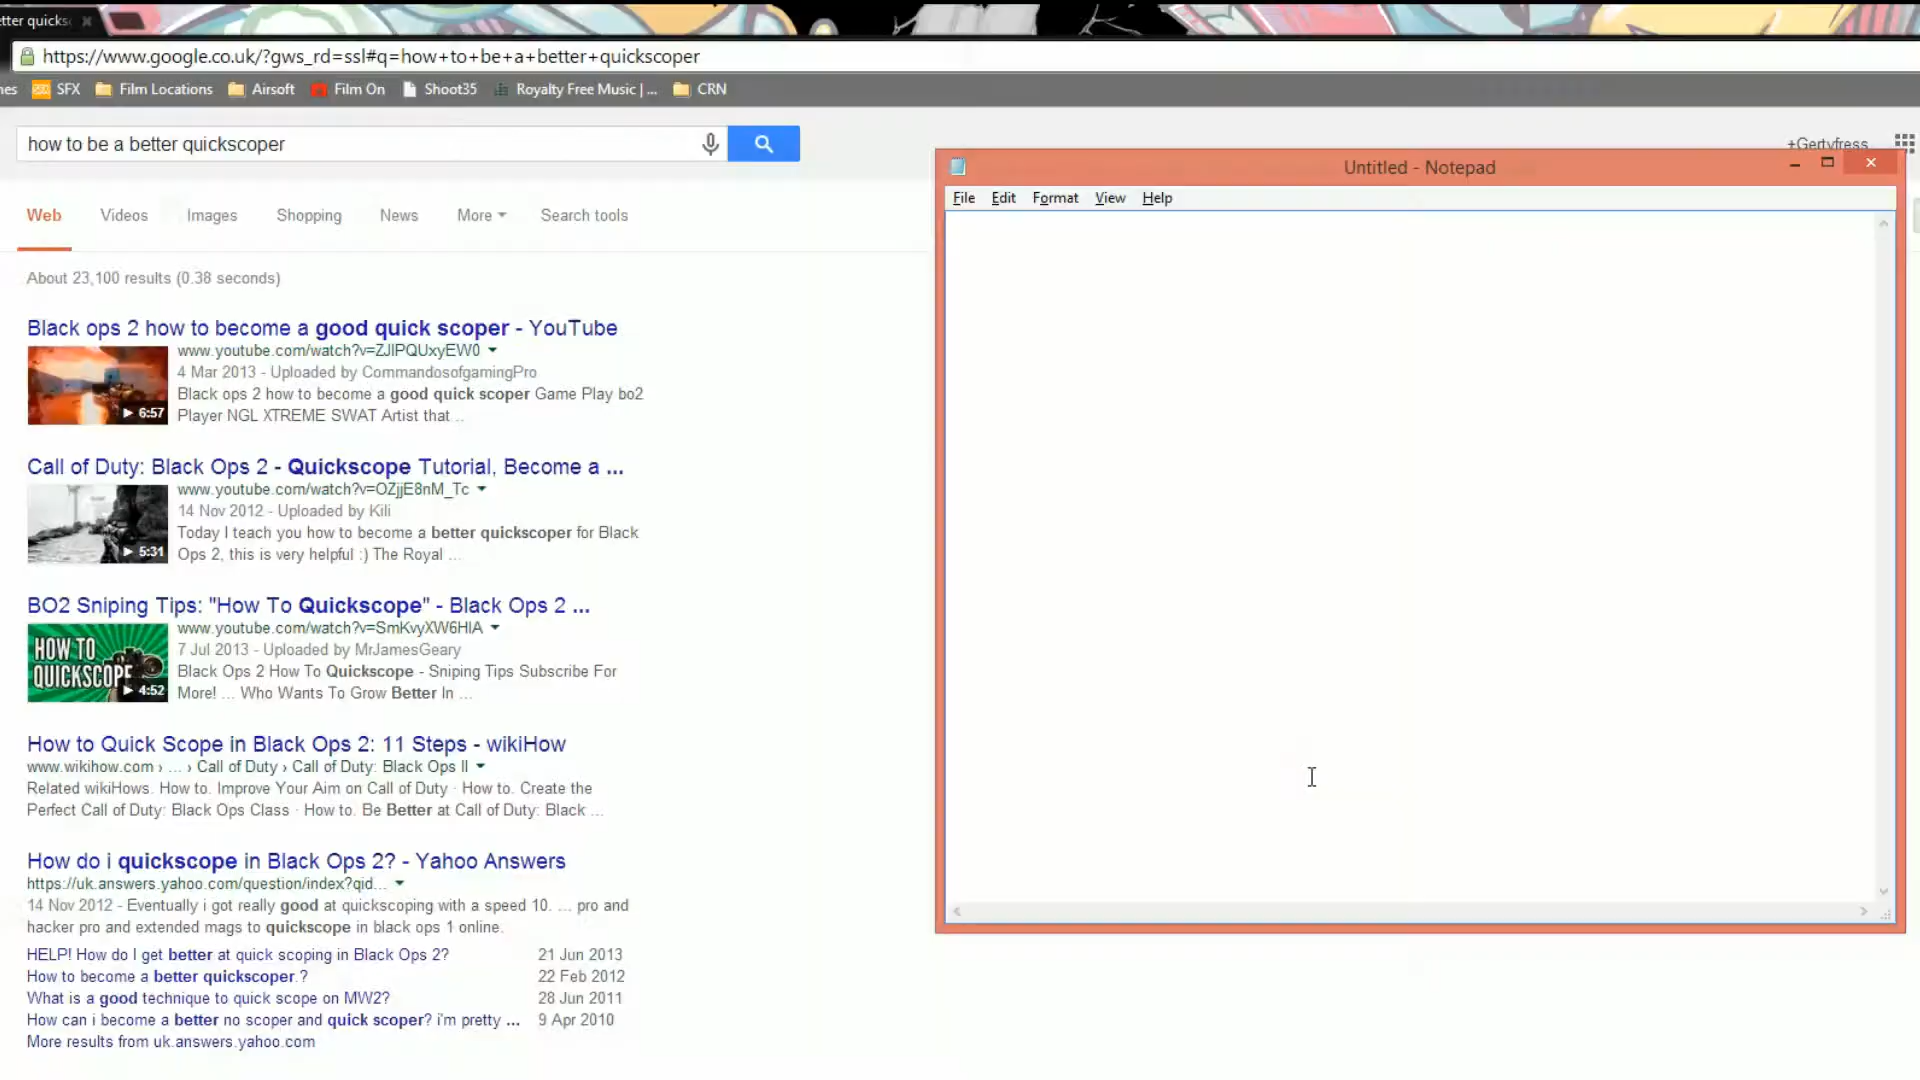 etter quicks
https://www.google.co.uk/?gws_rd=ssl#q=how+to+be+a+better+quickscoper
nes SFX Film Locations Airsoft Film On Shoot35 Royalty Free Music | ... CRN
how to be a better quickscoper
+Gertyfress
Web Videos Images Shopping News More Search tools
About 23,100 results (0.38 seconds)
Black ops 2 how to become a good quick scoper - YouTube
www.youtube.com/watch?v=ZJIPQUxyEW0
4 Mar 2013 - Uploaded by CommandosofgamingPro
Black ops 2 how to become a good quick scoper Game Play bo2
Player NGL XTREME SWAT Artist that ...
6:57
Call of Duty: Black Ops 2 - Quickscope Tutorial, Become a ...
www.youtube.com/watch?v=OZjjE8nM_Tc
14 Nov 2012 - Uploaded by Kili
Today I teach you how to become a better quickscoper for Black
Ops 2, this is very helpful :) The Royal ...
5:31
BO2 Sniping Tips: "How To Quickscope" - Black Ops 2 ...
www.youtube.com/watch?v=SmKvyXW6HIA
7 Jul 2013 - Uploaded by MrJamesGeary
Black Ops 2 How To Quickscope - Sniping Tips Subscribe For
More! ... Who Wants To Grow Better In ...
HOW TO
QUICKSCOPE
4:52
How to Quick Scope in Black Ops 2: 11 Steps - wikiHow
www.wikihow.com › ... › Call of Duty › Call of Duty: Black Ops II
Related wikiHows. How to. Improve Your Aim on Call of Duty · How to. Create the
Perfect Call of Duty: Black Ops Class · How to. Be Better at Call of Duty: Black ...
How do i quickscope in Black Ops 2? - Yahoo Answers
https://uk.answers.yahoo.com/question/index?qid...
14 Nov 2012 - Eventually i got really good at quickscoping with a speed 10. ... pro and
hacker pro and extended mags to quickscope in black ops 1 online.
HELP! How do I get better at quick scoping in Black Ops 2? 21 Jun 2013
How to become a better quickscoper.? 22 Feb 2012
What is a good technique to quick scope on MW2? 28 Jun 2011
How can i become a better no scoper and quick scoper? i'm pretty ... 9 Apr 2010
More results from uk.answers.yahoo.com
Untitled - Notepad
File Edit Format View Help